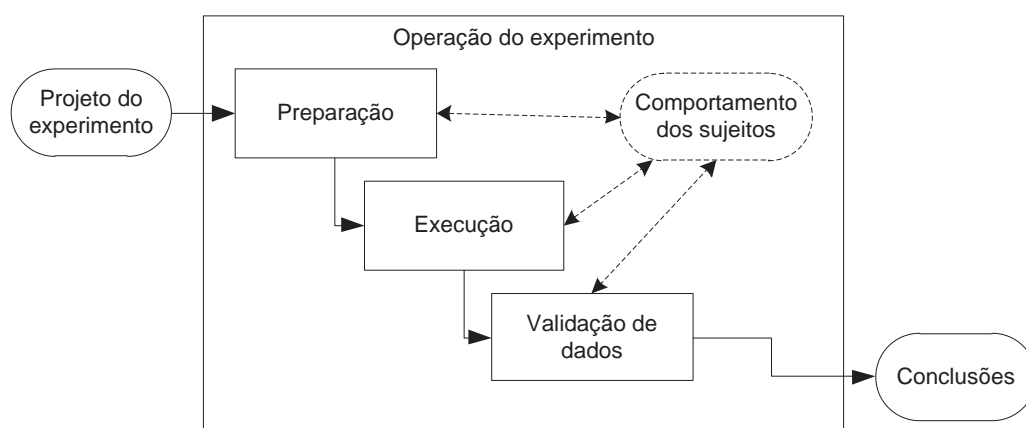 Operação do experimento
Projeto do
experimento
Preparação
Comportamento
dos sujeitos
Execução
Validação de
dados
Conclusões